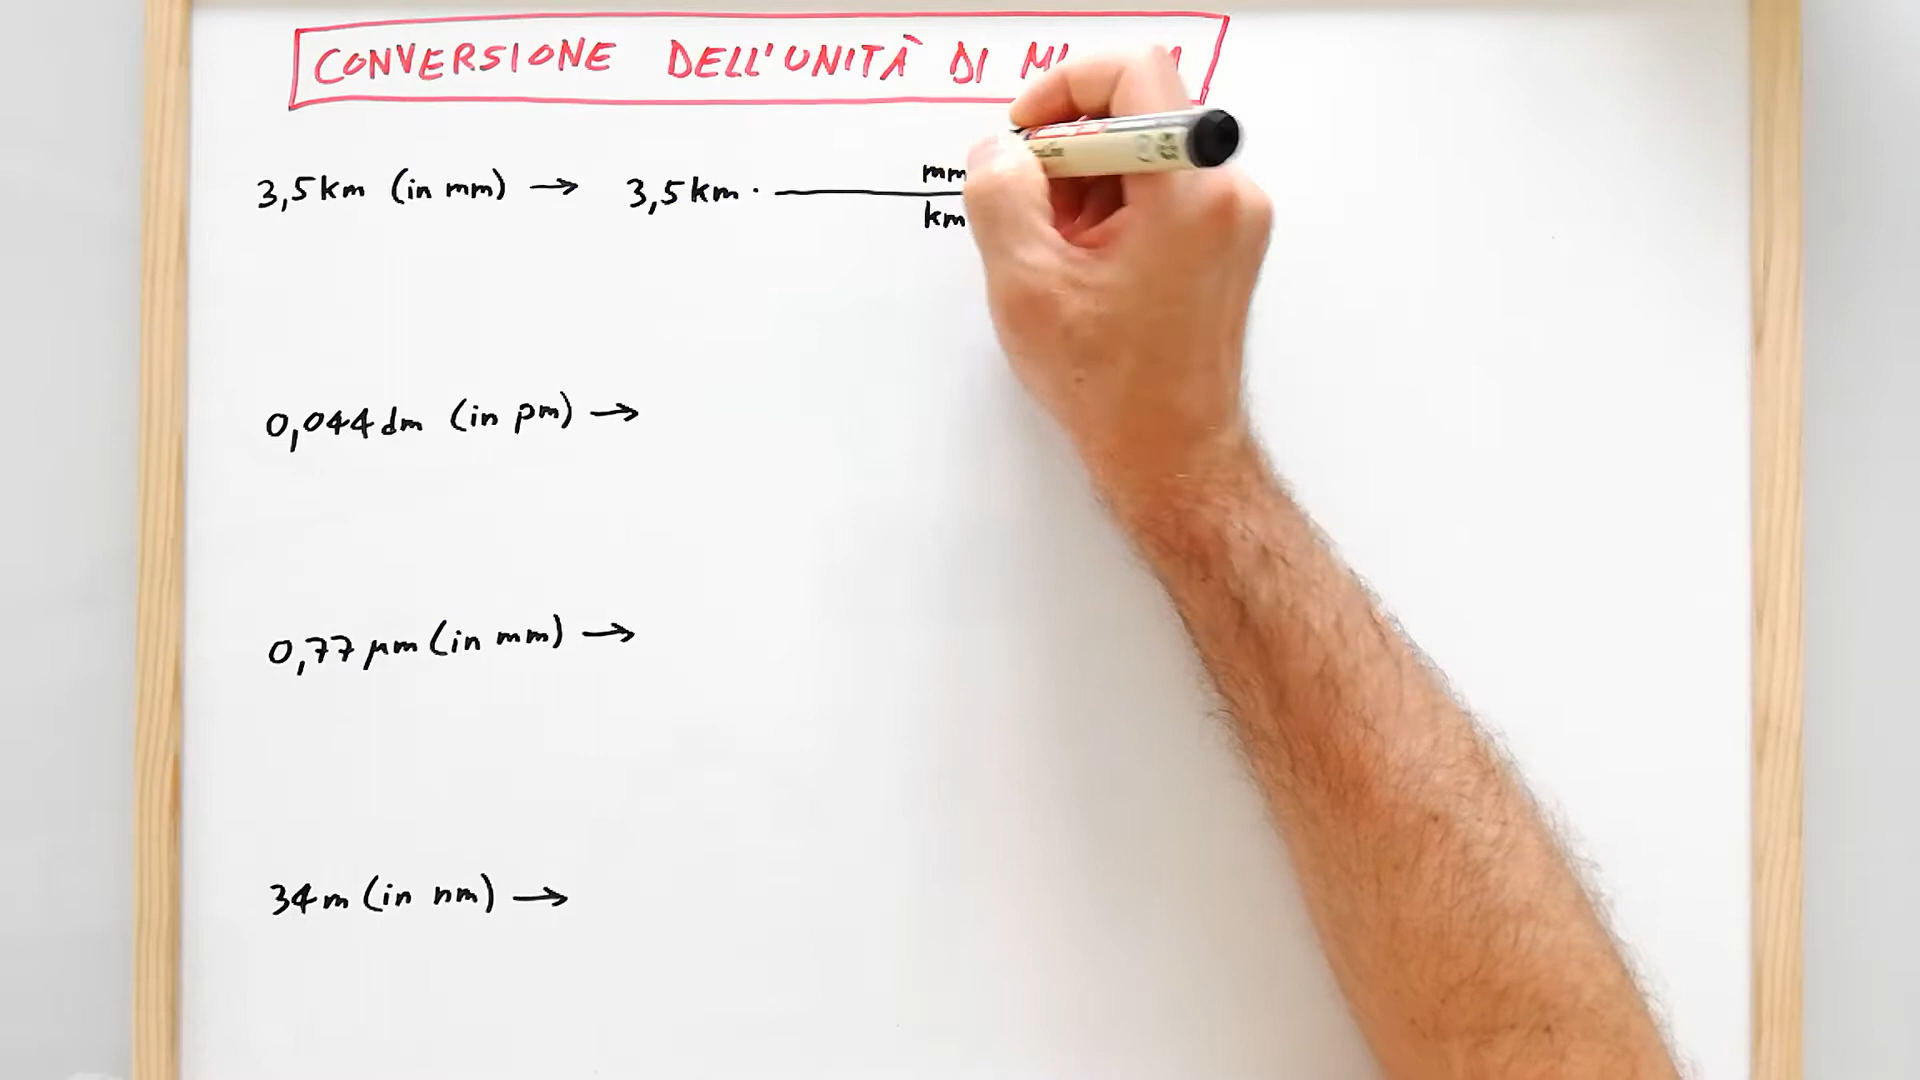 CONVERSIONE DELL'UNITÀ DI
3,5 km (in mm) → 3,5 km · mm
km
0,044 dm (in pm) →
0,77 μm (in mm) →
34 m (in nm) →